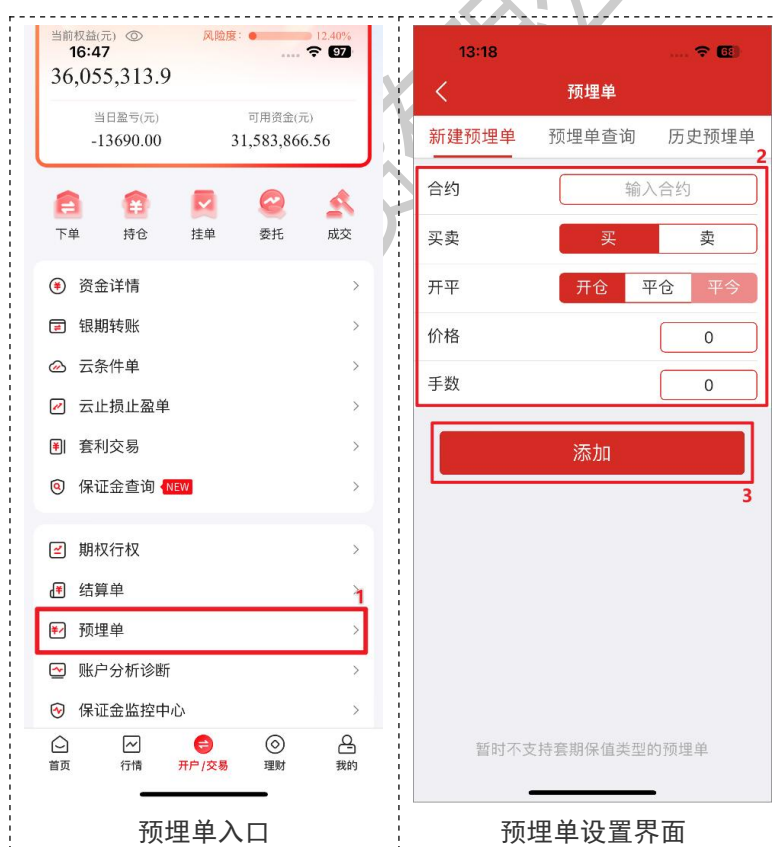 当前权益(元) 风险度： 12.40%
16:47 97
36,055,313.9
当日盈亏(元) 可用资金(元)
-13690.00 31,583,866.56
下单 持仓 挂单 委托 成交
资金详情
银期转账
云条件单
云止损止盈单
套利交易
保证金查询 NEW
期权行权
结算单
1
预埋单
账户分析诊断
保证金监控中心
首页 行情 开户/交易 理财 我的
预埋单入口
13:18 68
预埋单
新建预埋单 预埋单查询 历史预埋单
2
合约 输入合约
买卖 买 卖
开平 开仓 平仓 平今
价格 0
手数 0
添加
3
暂时不支持套期保值类型的预埋单
预埋单设置界面